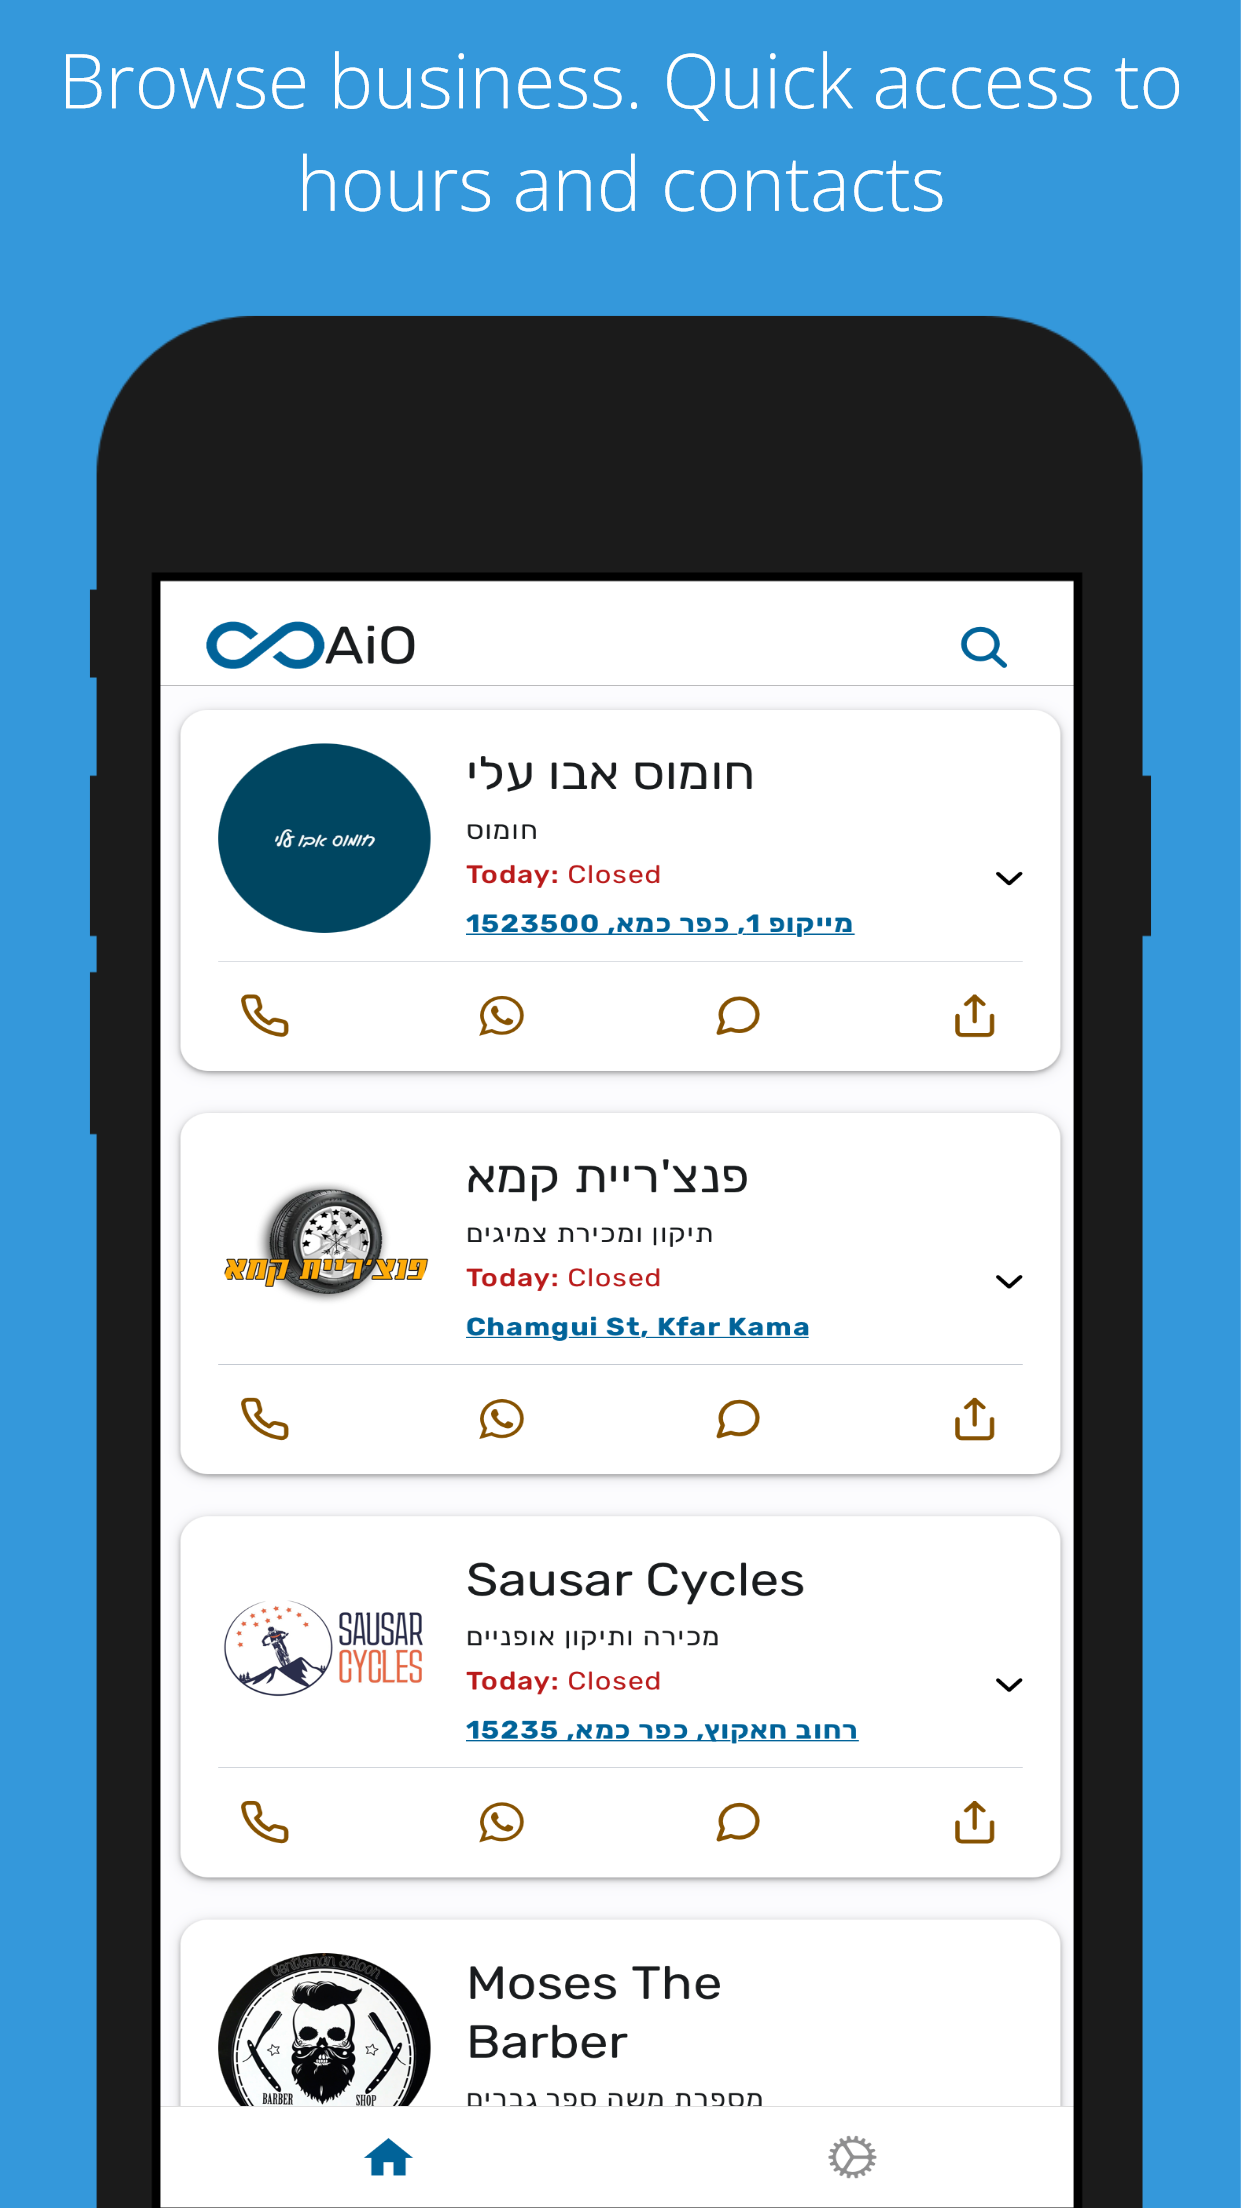 Browse business. Quick access to
hours and contacts
AiO
חומוס אבו עלי
חומוס אבו עלי
חומוס
Today: Closed
מייקופ 1, כפר כמא, 1523500
פנצ'ריית קמא
פנצ'ריית קמא
תיקון ומכירת צמיגים
Today: Closed
Chamgui St, Kfar Kama
SAUSAR
CYCLES
Sausar Cycles
מכירה ותיקון אופניים
Today: Closed
רחוב חאקוץ, כפר כמא, 15235
Gentleman Saloon
BARBER SHOP
Moses The
Barber
מספרת משה ספר גברים